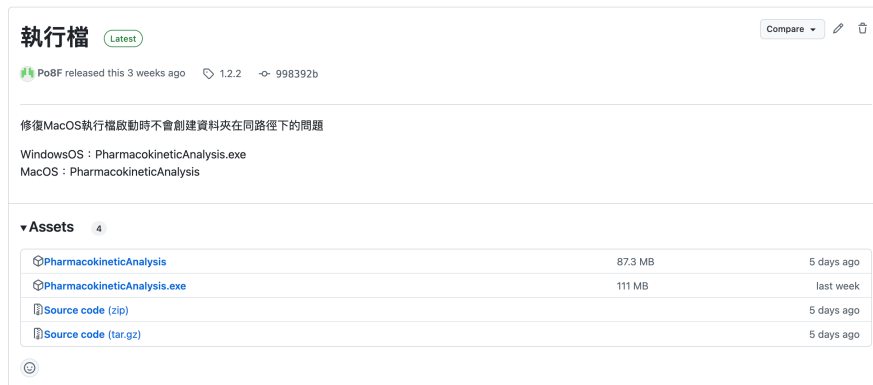 執行檔 Latest
Compare
Po8F released this 3 weeks ago 1.2.2 998392b
修復MacOS執行檔啟動時不會創建資料夾在同路徑下的問題
WindowsOS：PharmacokineticAnalysis.exe
MacOS：PharmacokineticAnalysis
Assets 4
PharmacokineticAnalysis 87.3 MB 5 days ago
PharmacokineticAnalysis.exe 111 MB last week
Source code (zip) 5 days ago
Source code (tar.gz) 5 days ago